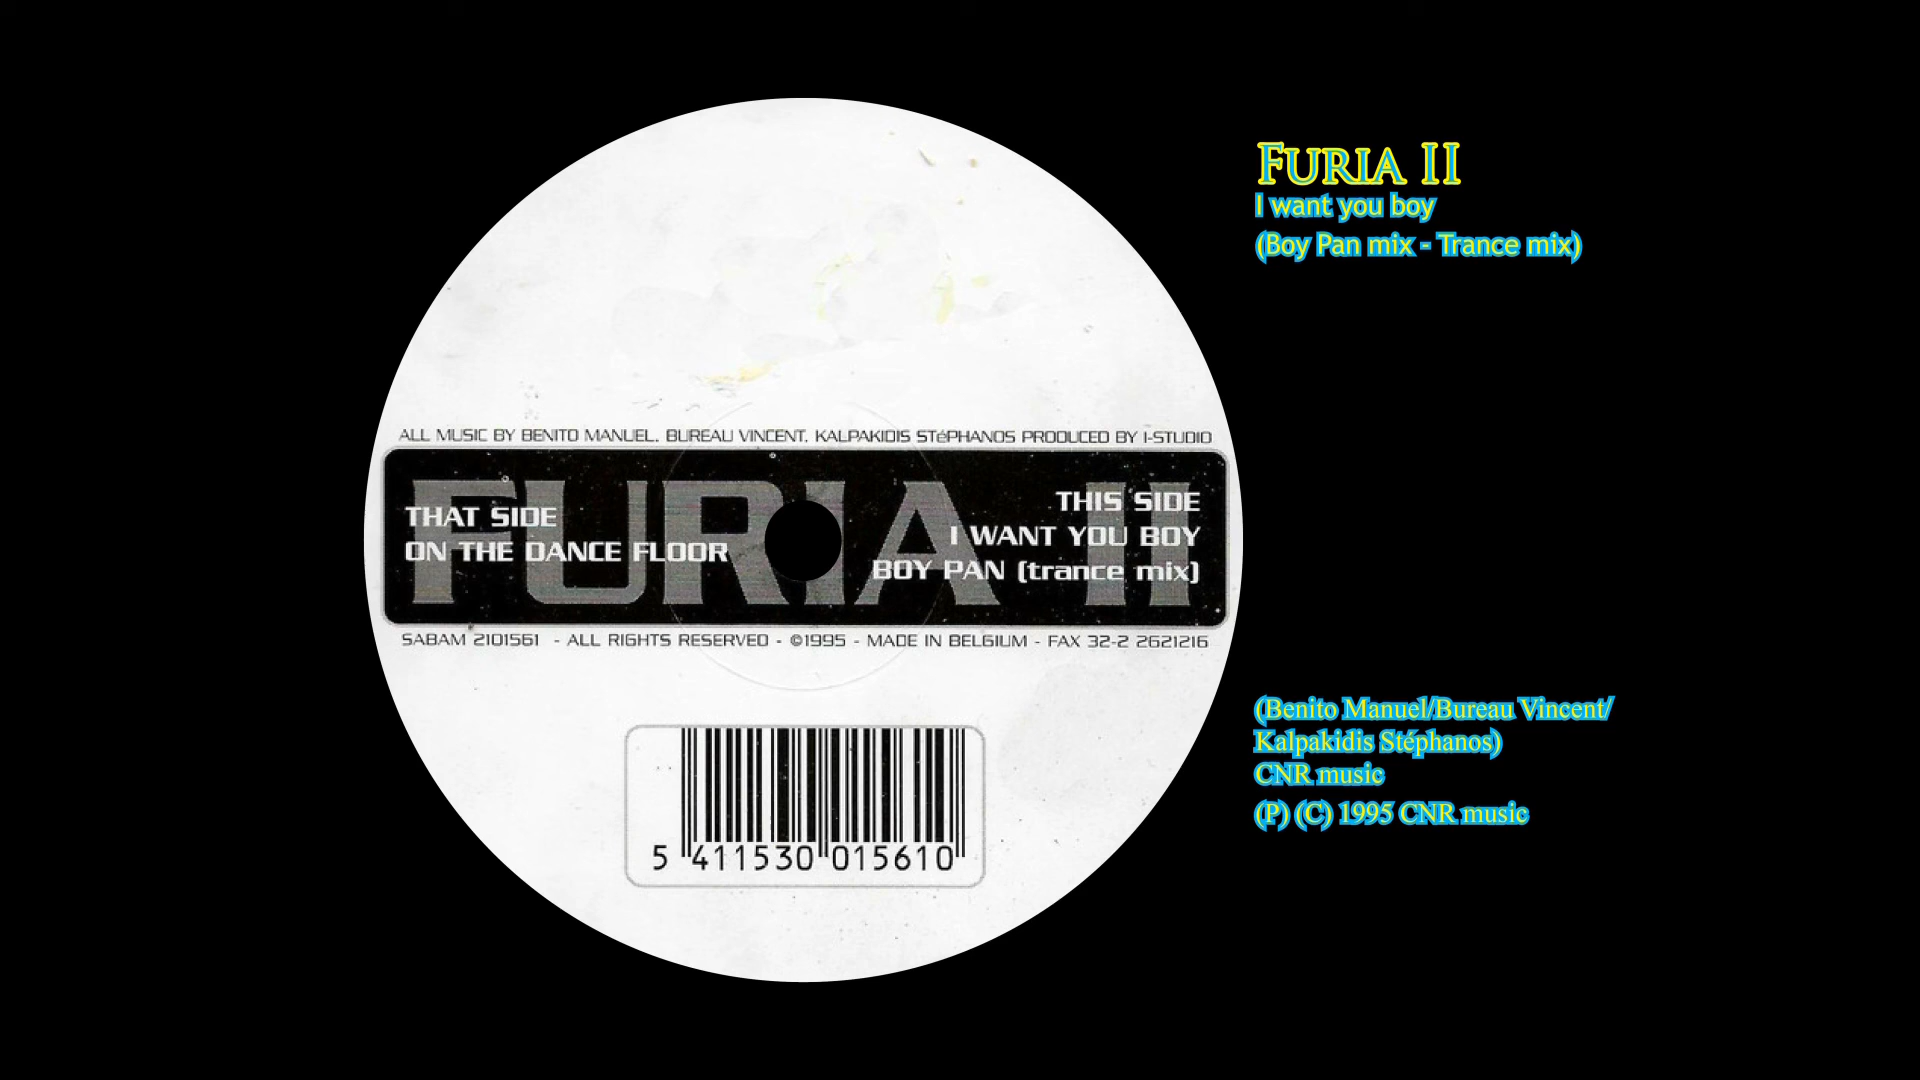 FURIA II
I want you boy
(Boy Pan mix - Trance mix)
ALL MUSIC BY BENITO MANUEL, BUREAU VINCENT, KALPAKIDIS STéPHANOS PRODUCED BY I-STUDIO
FURIA II
THAT SIDE
ON THE DANCE FLOOR
THIS SIDE
I WANT YOU BOY
BOY PAN (trance mix)
SABAM 2101561 - ALL RIGHTS RESERVED - ©1995 - MADE IN BELGIUM - FAX 32-2 2621216
5 411530 015610
(Benito Manuel/Bureau Vincent/
Kalpakidis Stéphanos)
CNR music
(P) (C) 1995 CNR music